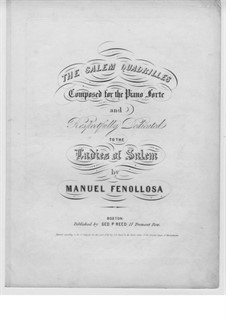 THE SALEM QUADRILLES
Composed for the Piano Forte
and
Respectfully Dedicated
TO THE
Ladies of Salem
by
MANUEL FENOLLOSA
BOSTON
Published by GEO. P. REED 17 Tremont Row